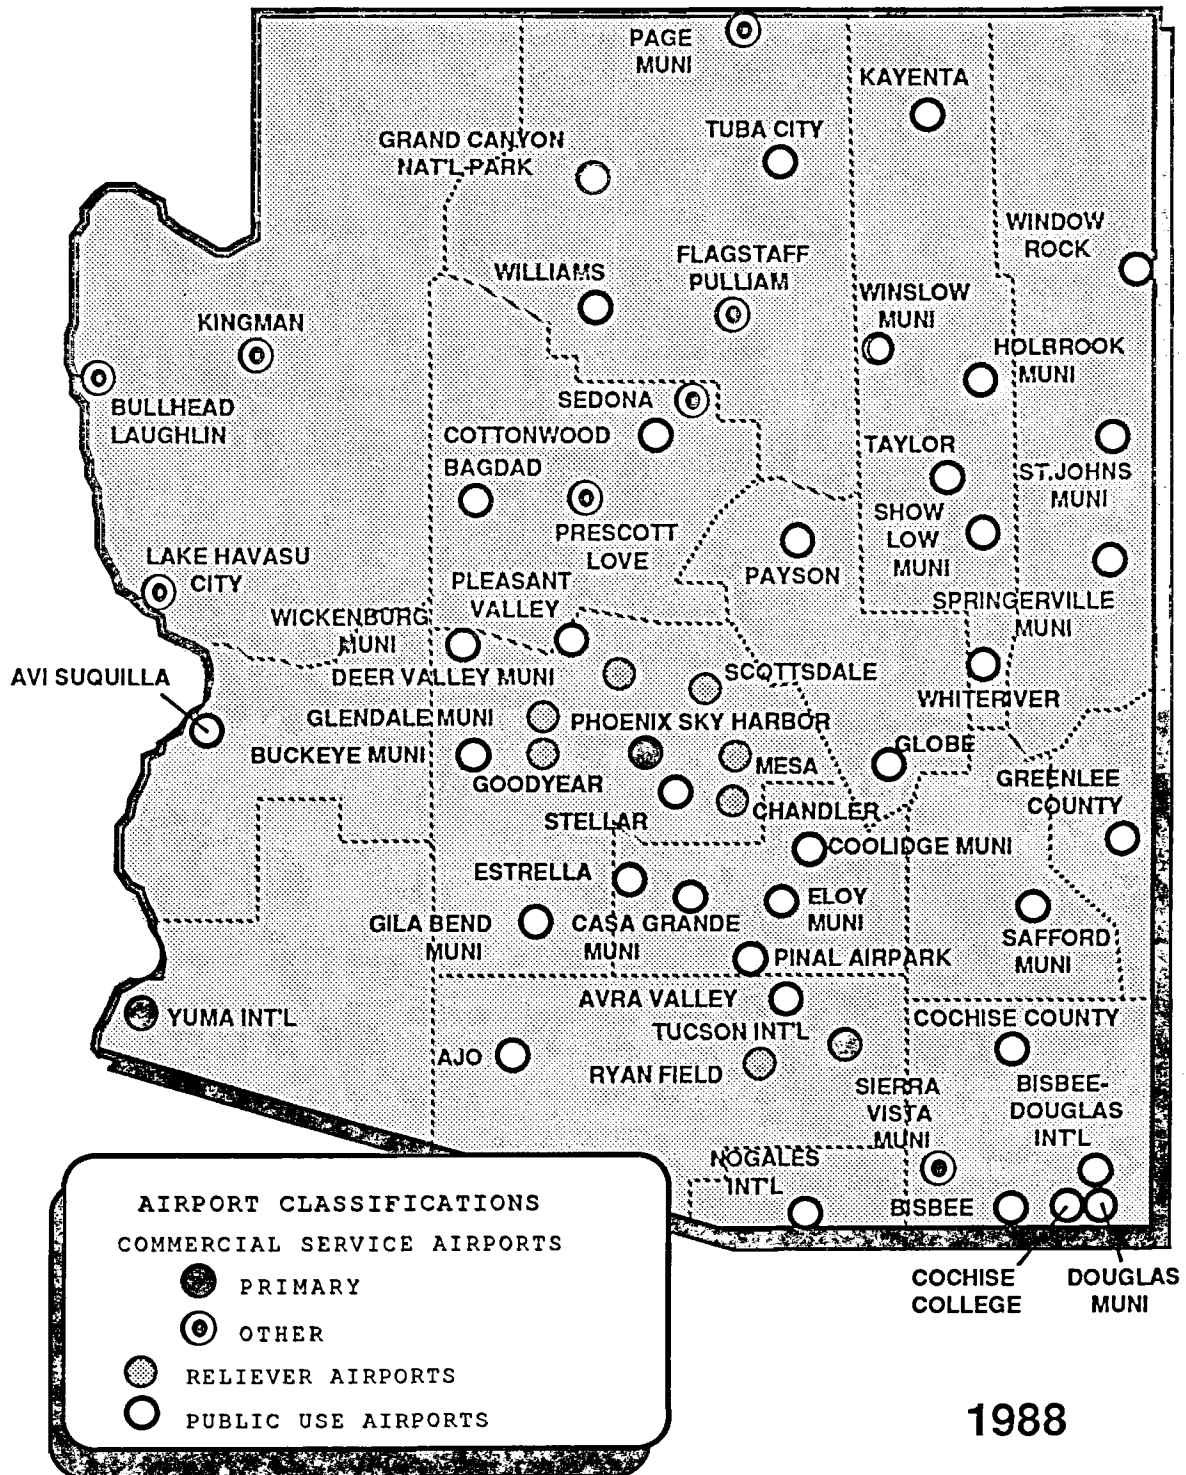 PAGE
MUNI
KAYENTA
TUBA CITY
GRAND CANYON
NAT'L PARK
WINDOW
ROCK
FLAGSTAFF
PULLIAM
WILLIAMS
WINSLOW
MUNI
KINGMAN
HOLBROOK
MUNI
BULLHEAD
LAUGHLIN
SEDONA
COTTONWOOD
BAGDAD
TAYLOR
ST.JOHNS
MUNI
PRESCOTT
LOVE
SHOW
LOW
MUNI
PAYSON
LAKE HAVASU
CITY
PLEASANT
VALLEY
SPRINGERVILLE
MUNI
WICKENBURG
MUNI
DEER VALLEY MUNI
SCOTTSDALE
WHITERIVER
AVI SUQUILLA
GLENDALE MUNI
PHOENIX SKY HARBOR
BUCKEYE MUNI
GLOBE
MESA
GOODYEAR
GREENLEE
COUNTY
STELLAR
CHANDLER
COOLIDGE MUNI
ESTRELLA
ELOY
MUNI
GILA BEND
MUNI
CASA GRANDE
MUNI
SAFFORD
MUNI
PINAL AIRPARK
AVRA VALLEY
YUMA INT'L
TUCSON INT'L
COCHISE COUNTY
AJO
RYAN FIELD
SIERRA
VISTA
MUNI
BISBEE-
DOUGLAS
INT'L
NOGALES
INT'L
BISBEE
COCHISE
COLLEGE
DOUGLAS
MUNI
AIRPORT CLASSIFICATIONS
COMMERCIAL SERVICE AIRPORTS
PRIMARY
OTHER
RELIEVER AIRPORTS
PUBLIC USE AIRPORTS
1988